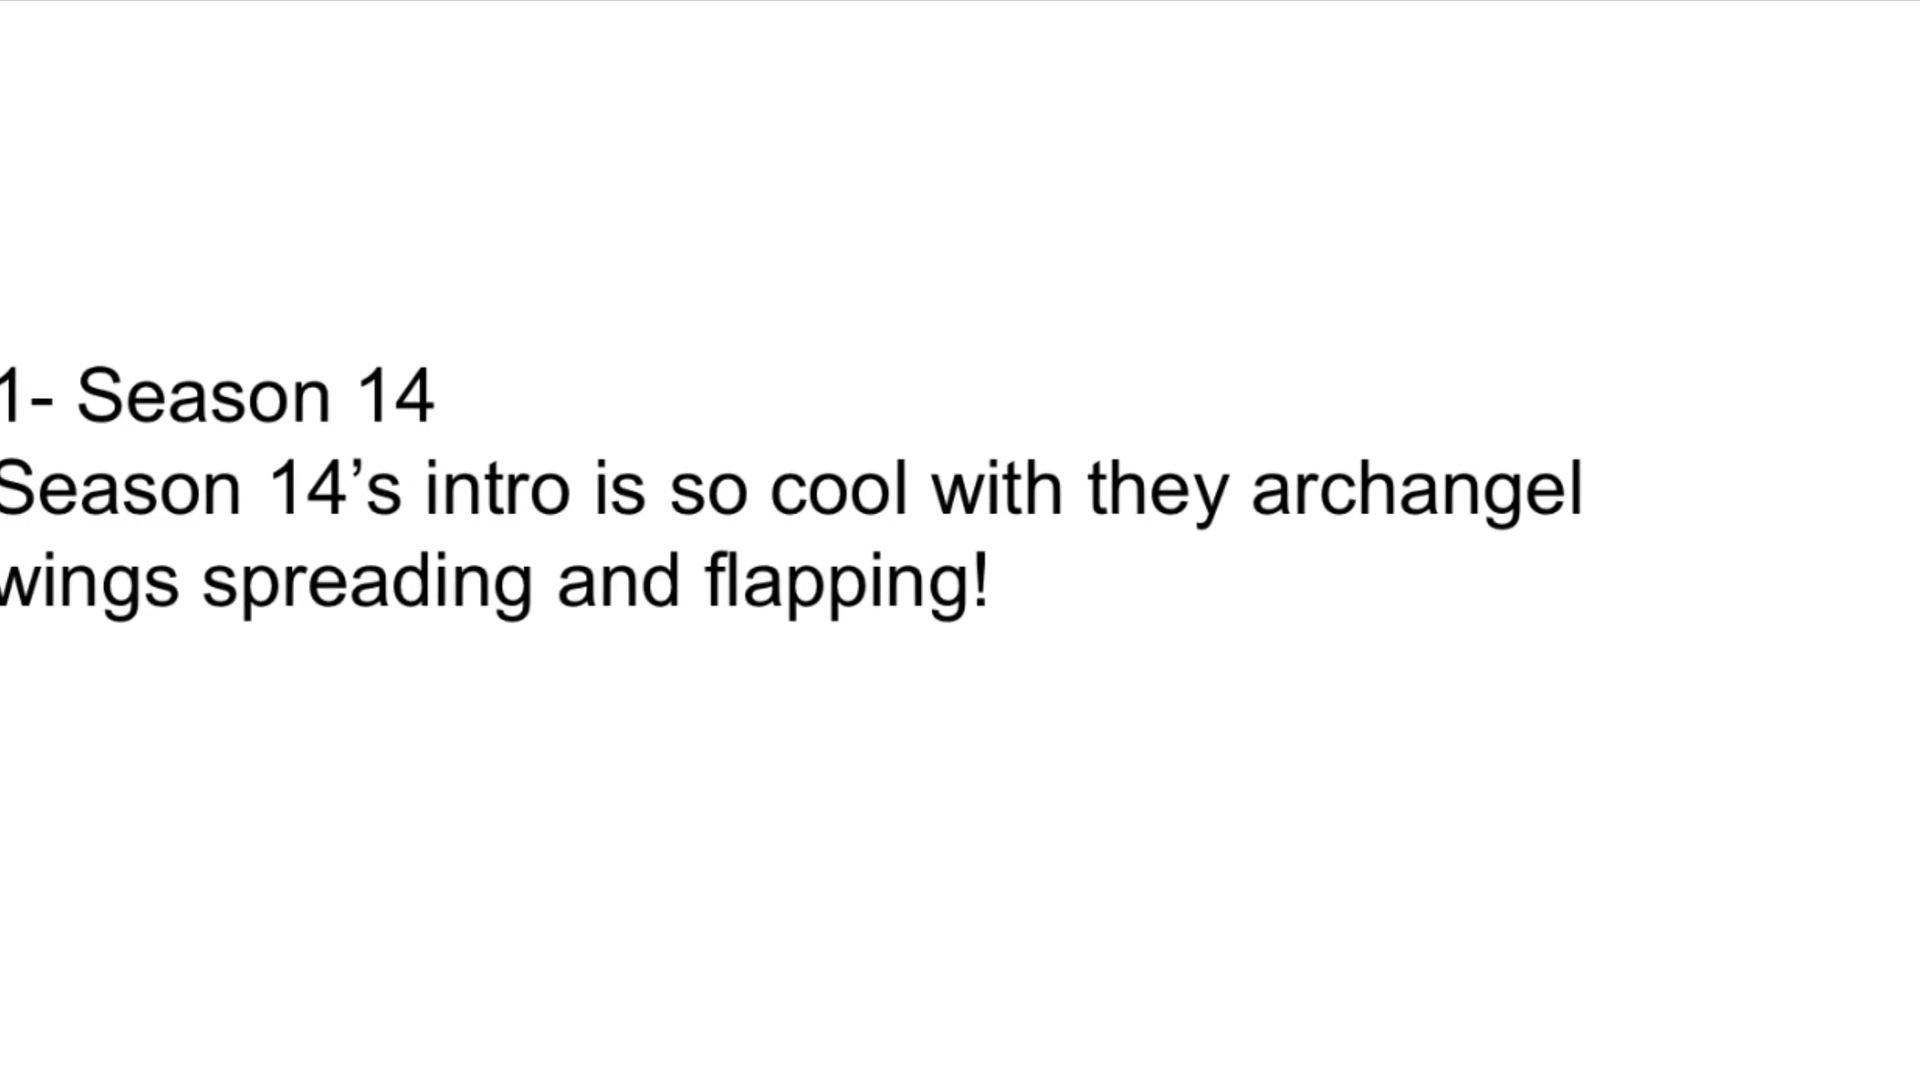 1- Season 14
Season 14’s intro is so cool with they archangel
wings spreading and flapping!